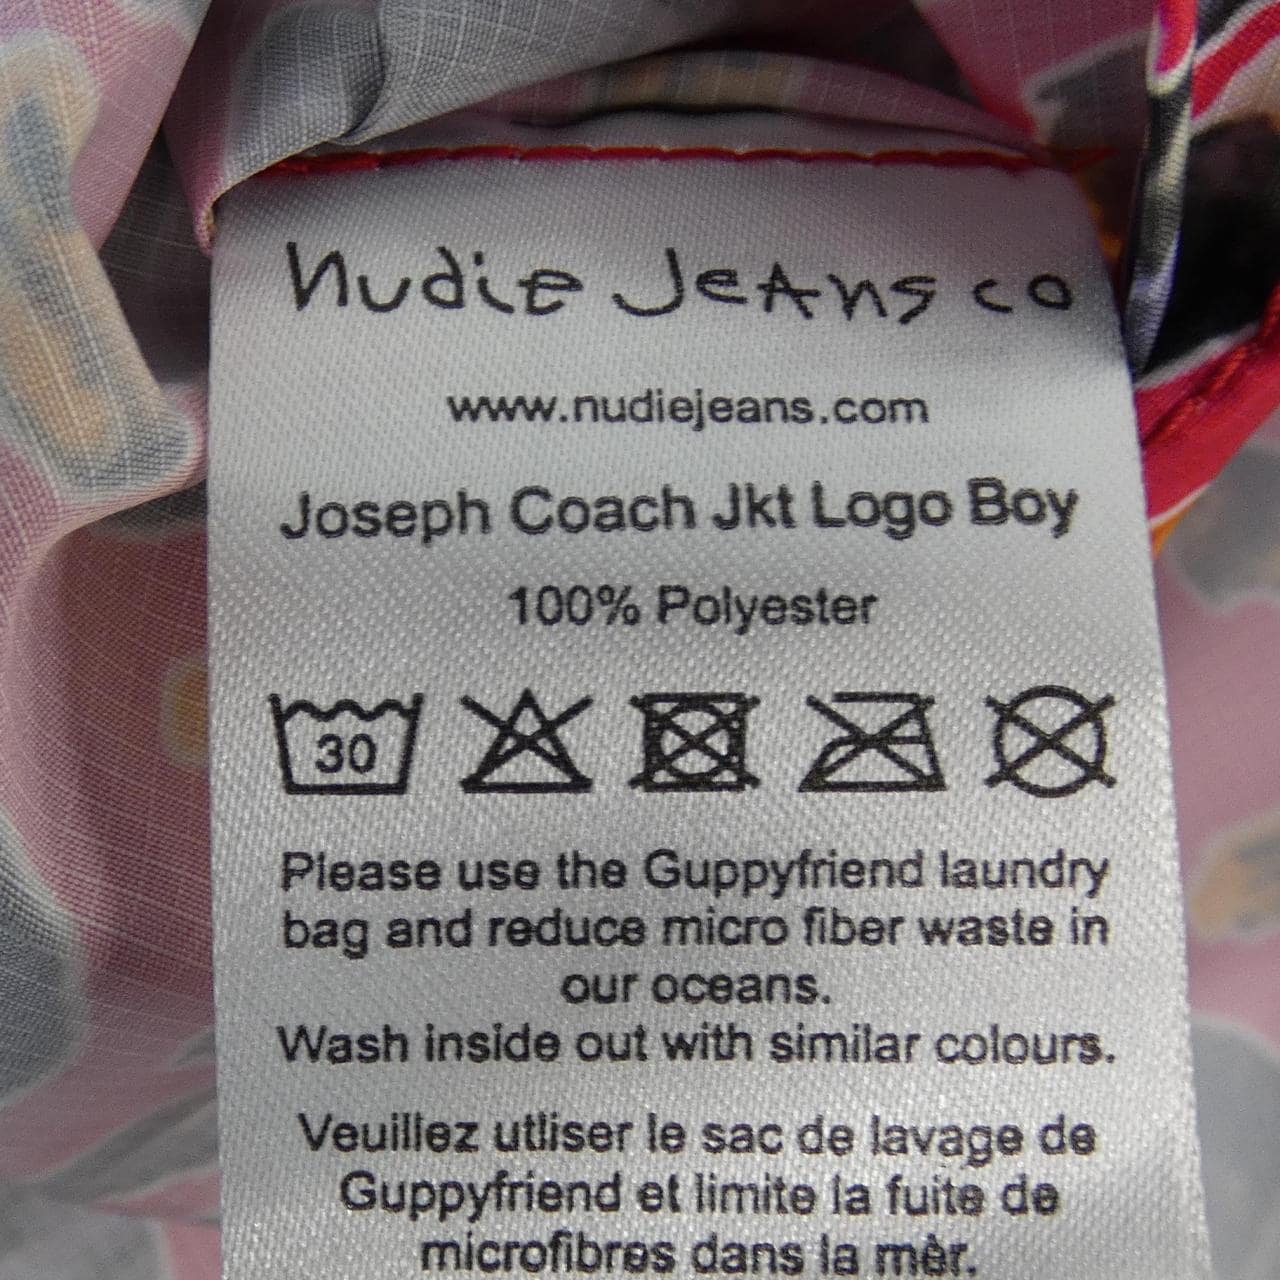 nudie Jeans co
www.nudiejeans.com
Joseph Coach Jkt Logo Boy
100% Polyester
30
Please use the Guppyfriend laundry
bag and reduce micro fiber waste in
our oceans.
Wash inside out with similar colours.
Veuillez utliser le sac de lavage de
Guppyfriend et limite la fuite de
microfibres dans la mèr.